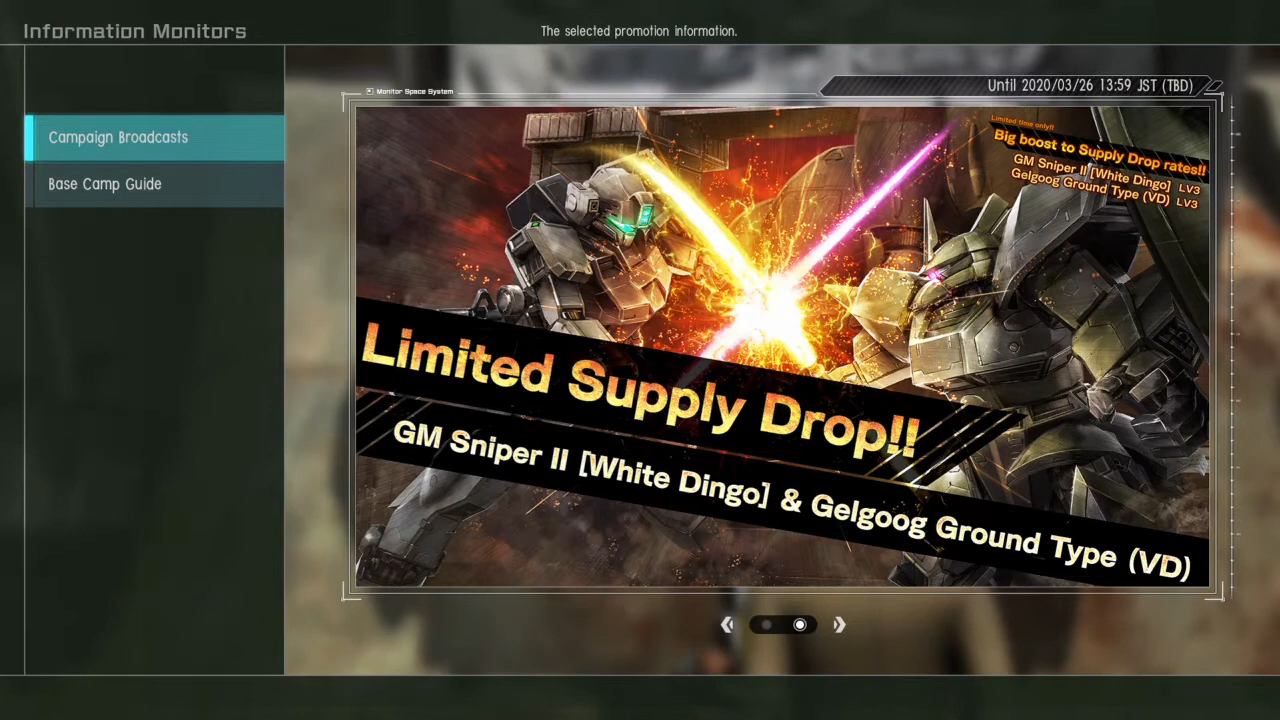 Information Monitors
The selected promotion information.
Campaign Broadcasts
Base Camp Guide
Until 2020/03/26 13:59 JST (TBD)
Monitor Space System
Limited time only!!
Big boost to Supply Drop rates!!
GM Sniper II [White Dingo] LV3
Gelgoog Ground Type (VD) LV3
Limited Supply Drop!!
GM Sniper II [White Dingo] & Gelgoog Ground Type (VD)